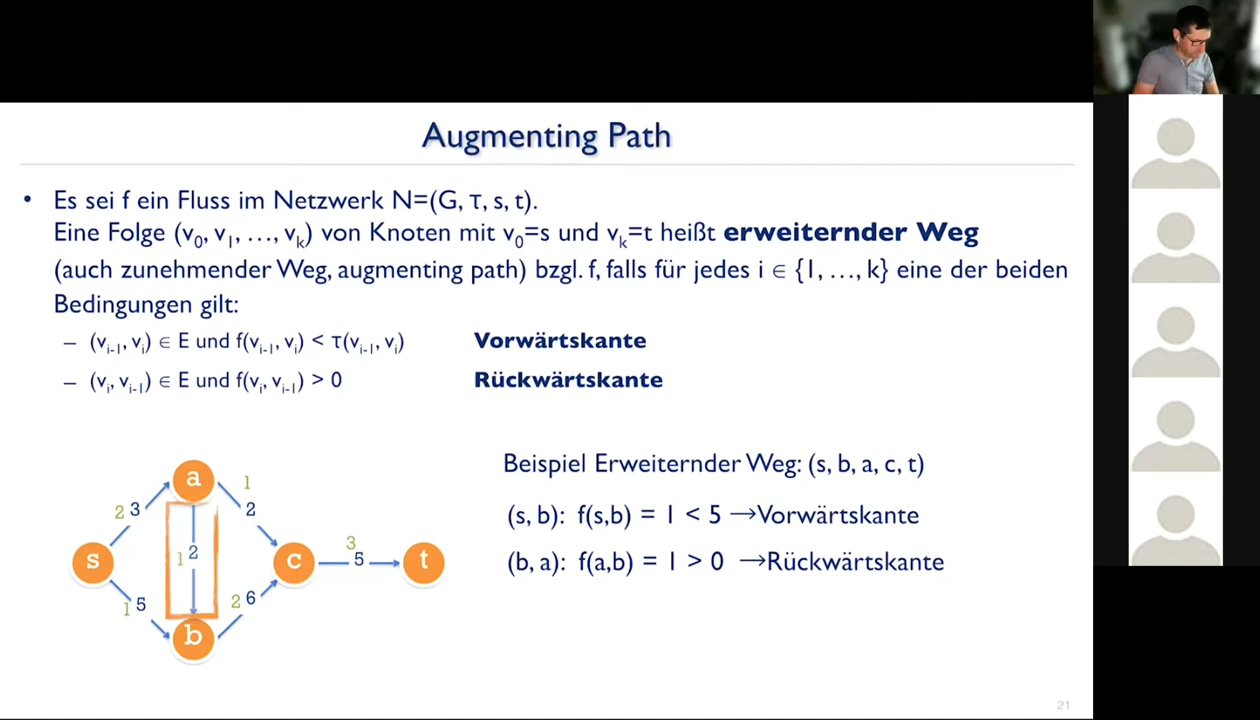 Augmenting Path
• Es sei f ein Fluss im Netzwerk N=(G, τ, s, t).
Eine Folge (v0, v1, …, vk) von Knoten mit v0=s und vk=t heißt erweiternder Weg
(auch zunehmender Weg, augmenting path) bzgl. f, falls für jedes i ∈ {1, …, k} eine der beiden
Bedingungen gilt:
– (vi-1, vi) ∈ E und f(vi-1, vi) < τ(vi-1, vi) Vorwärtskante
– (vi, vi-1) ∈ E und f(vi, vi-1) > 0 Rückwärtskante
Beispiel Erweiternder Weg: (s, b, a, c, t)
(s, b): f(s,b) = 1 < 5 →Vorwärtskante
(b, a): f(a,b) = 1 > 0 →Rückwärtskante
a
1
2 3
2
s
1 2
c
3
5
t
1 5
2 6
b
21